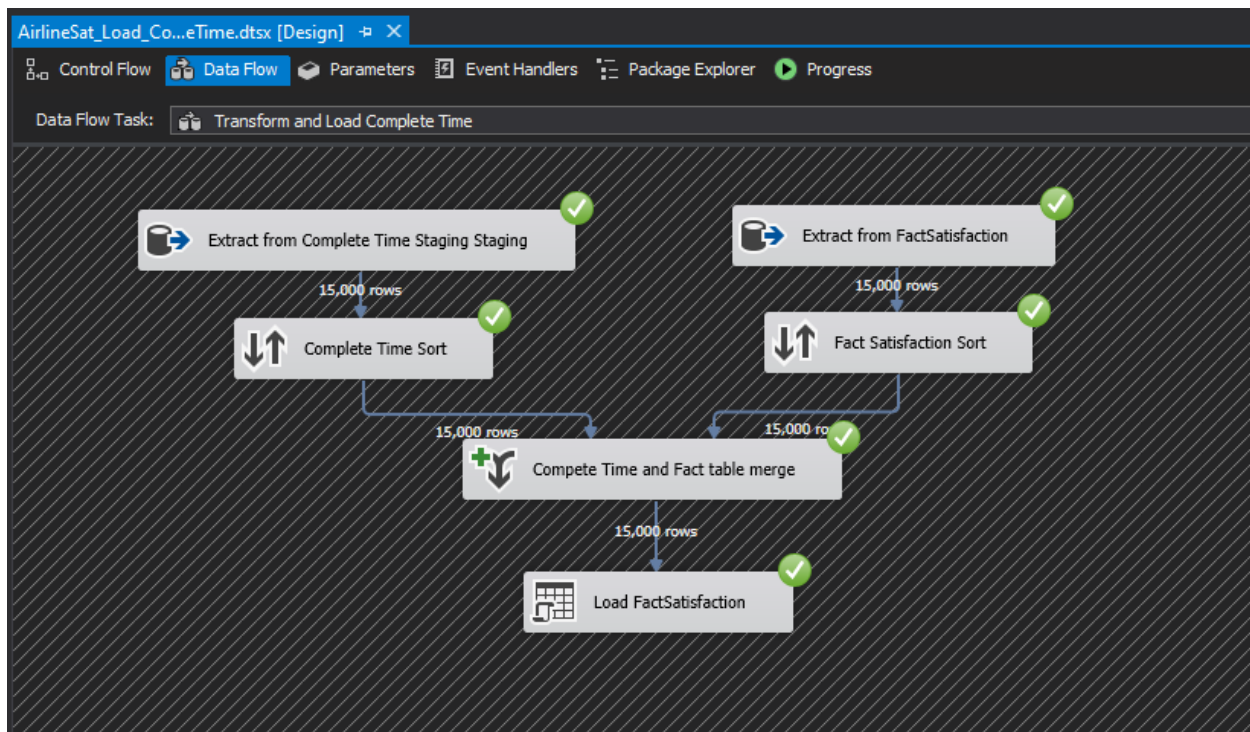 AirlineSat_Load_Co...eTime.dtsx [Design]
Control Flow Data Flow Parameters Event Handlers Package Explorer Progress
Data Flow Task: Transform and Load Complete Time
Extract from Complete Time Staging Staging
Extract from FactSatisfaction
15,000 rows
15,000 rows
Complete Time Sort
Fact Satisfaction Sort
15,000 rows
15,000
Compete Time and Fact table merge
15,000 rows
Load FactSatisfaction